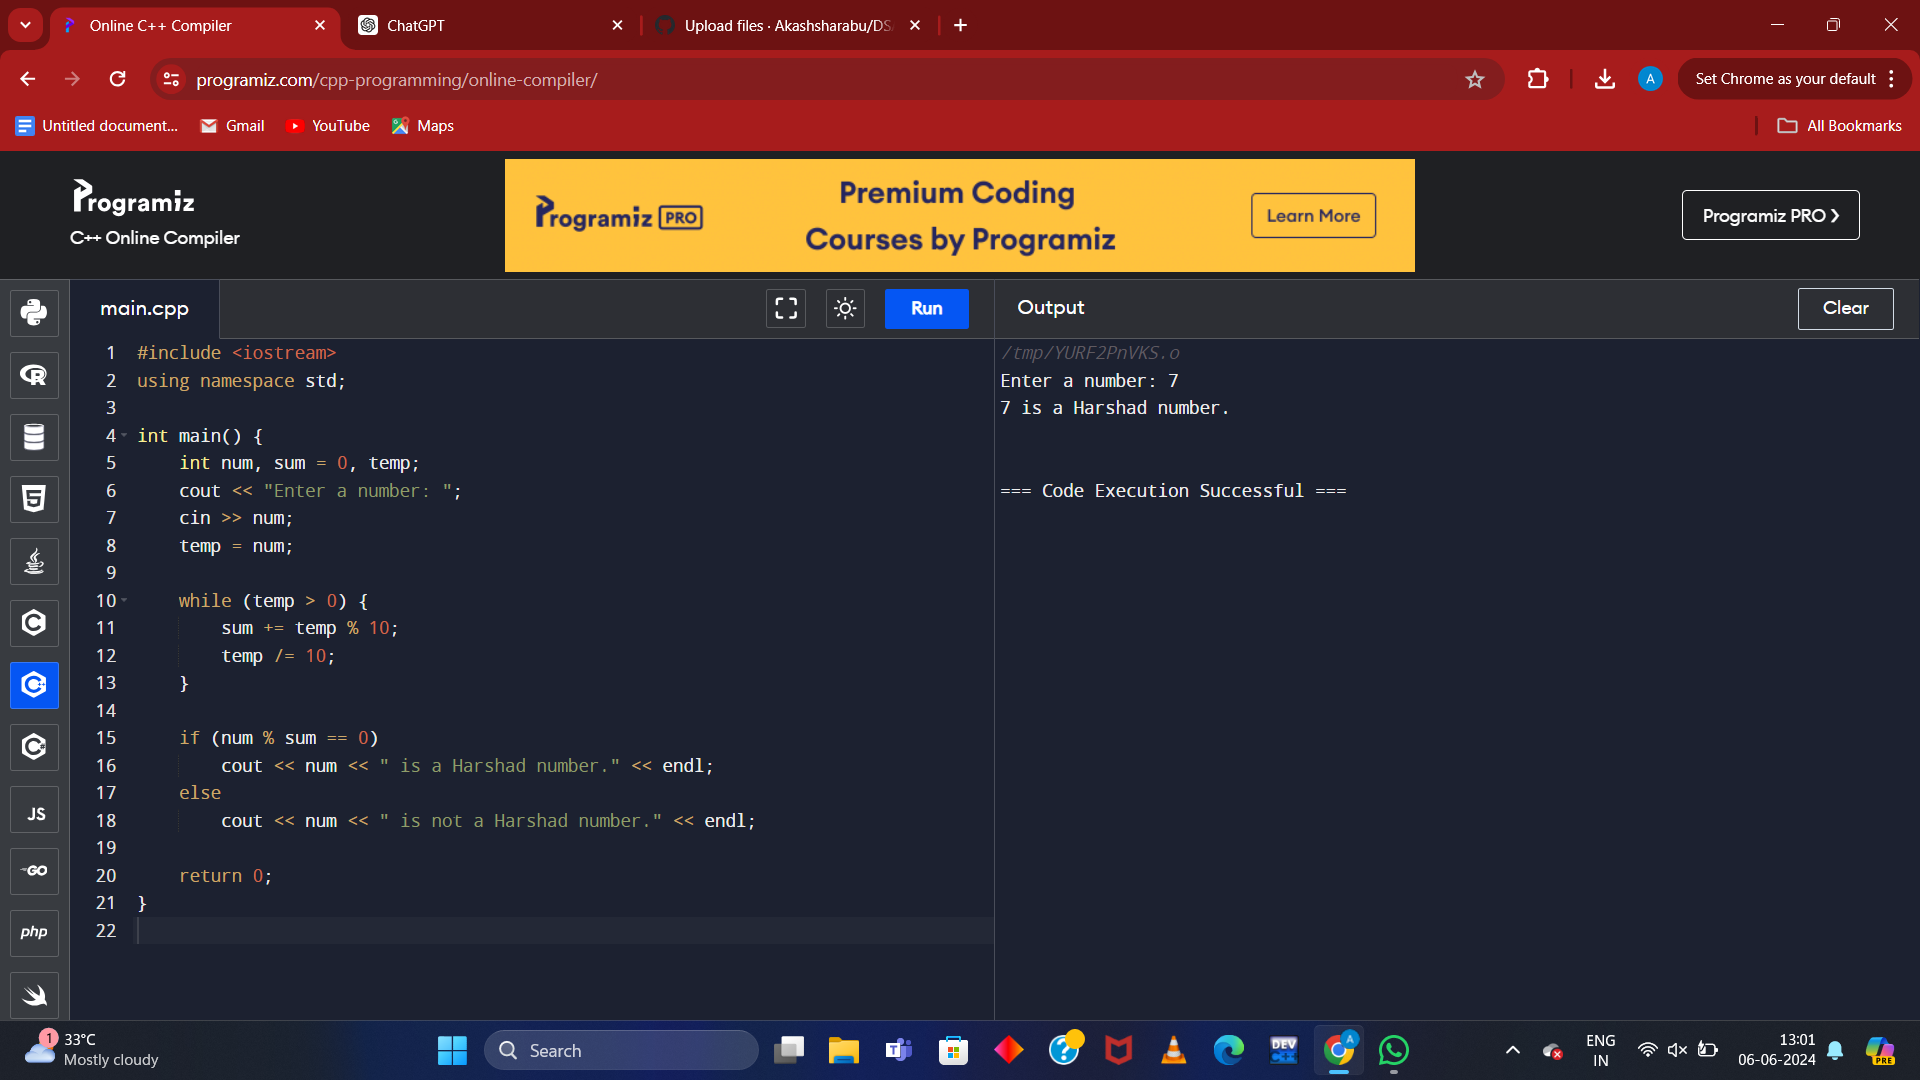 Online C++ Compiler
ChatGPT
Upload files · Akashsharabu/DS
programiz.com/cpp-programming/online-compiler/
A
Set Chrome as your default
Untitled document...
Gmail
YouTube
Maps
All Bookmarks
Programiz
C++ Online Compiler
Programiz PRO
Premium Coding
Courses by Programiz
Learn More
Programiz PRO
main.cpp
Run
Output
Clear
1 #include <iostream>
2 using namespace std;
3
4 int main() {
5 int num, sum = 0, temp;
6 cout << "Enter a number: ";
7 cin >> num;
8 temp = num;
9
10 while (temp > 0) {
11 sum += temp % 10;
12 temp /= 10;
13 }
14
15 if (num % sum == 0)
16 cout << num << " is a Harshad number." << endl;
17 else
18 cout << num << " is not a Harshad number." << endl;
19
20 return 0;
21 }
22
/tmp/YURF2PnVKS.o
Enter a number: 7
7 is a Harshad number.
=== Code Execution Successful ===
JS
GO
php
1
33°C
Mostly cloudy
Search
DEV
A
ENG
IN
13:01
06-06-2024
PRE